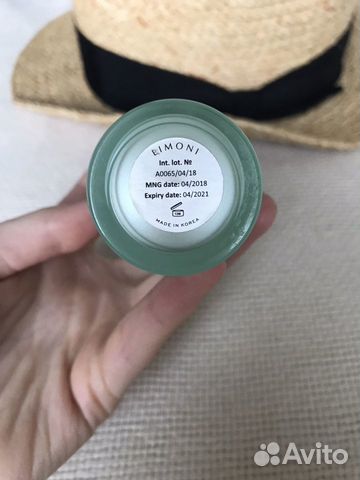 LIMONI
Int. lot. №
A0065/04/18
MNG date: 04/2018
Expiry date: 04/2021
12M
MADE IN KOREA
Avito